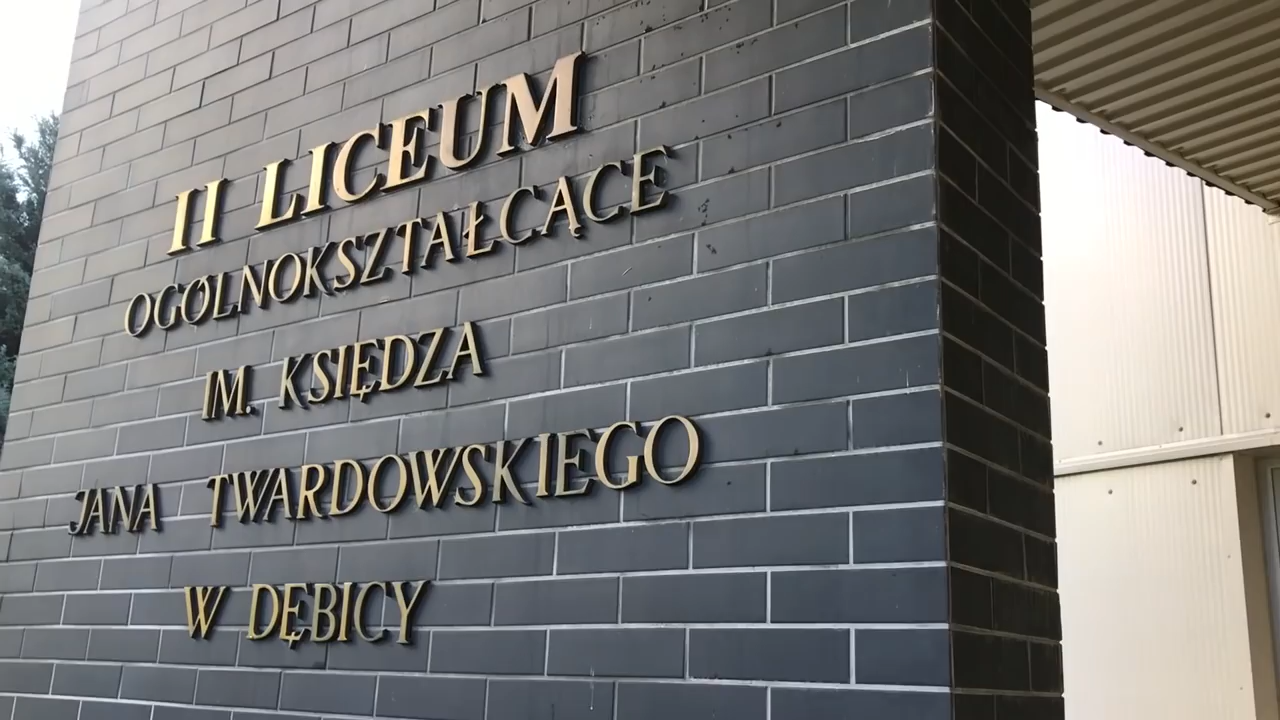 II LICEUM
OGÓLNOKSZTAŁCĄCE
IM. KSIĘDZA
JANA TWARDOWSKIEGO
W DĘBICY